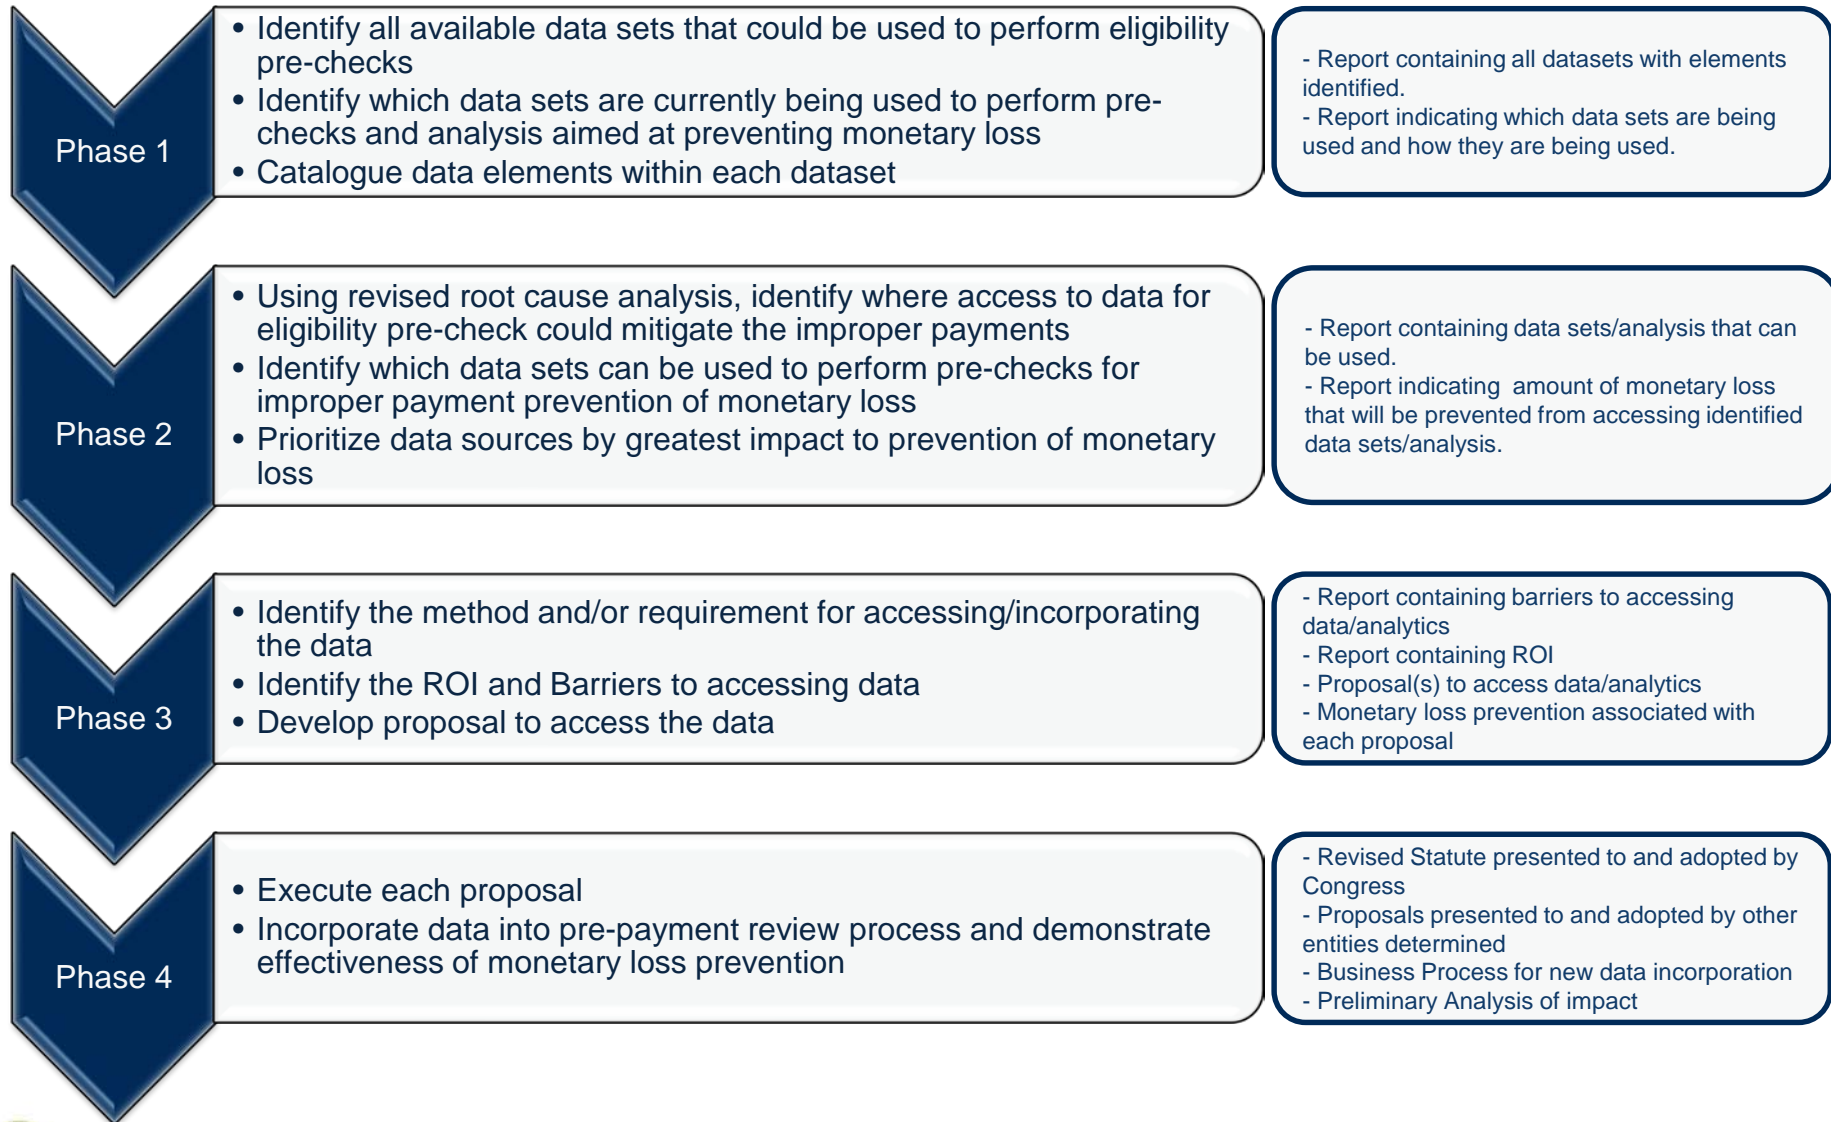 Phase 1
• Identify all available data sets that could be used to perform eligibility
pre-checks
• Identify which data sets are currently being used to perform pre-
checks and analysis aimed at preventing monetary loss
• Catalogue data elements within each dataset
- Report containing all datasets with elements
identified.
- Report indicating which data sets are being
used and how they are being used.
Phase 2
• Using revised root cause analysis, identify where access to data for
eligibility pre-check could mitigate the improper payments
• Identify which data sets can be used to perform pre-checks for
improper payment prevention of monetary loss
• Prioritize data sources by greatest impact to prevention of monetary
loss
- Report containing data sets/analysis that can
be used.
- Report indicating  amount of monetary loss
that will be prevented from accessing identified
data sets/analysis.
Phase 3
• Identify the method and/or requirement for accessing/incorporating
the data
• Identify the ROI and Barriers to accessing data
• Develop proposal to access the data
- Report containing barriers to accessing
data/analytics
- Report containing ROI
- Proposal(s) to access data/analytics
- Monetary loss prevention associated with
each proposal
Phase 4
• Execute each proposal
• Incorporate data into pre-payment review process and demonstrate
effectiveness of monetary loss prevention
- Revised Statute presented to and adopted by
Congress
- Proposals presented to and adopted by other
entities determined
- Business Process for new data incorporation
- Preliminary Analysis of impact